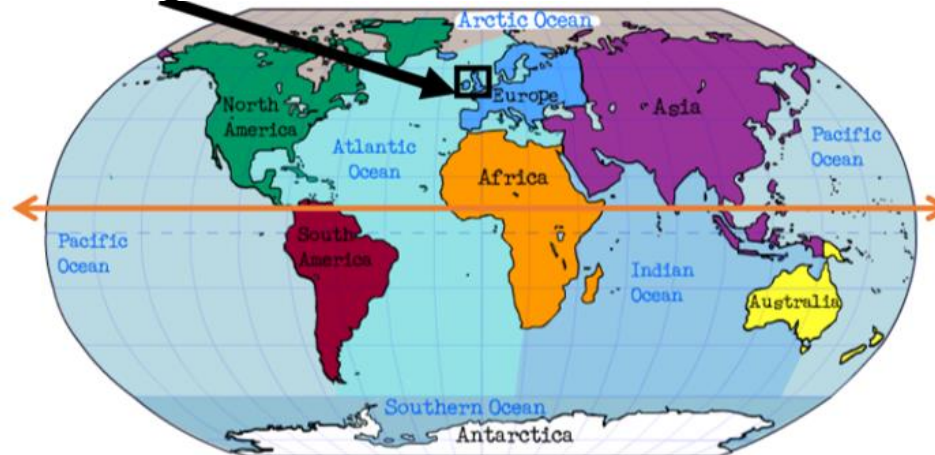 Arctic Ocean
North
America
Europe
Asia
Atlantic
Ocean
Pacific
Ocean
Africa
Pacific
Ocean
South
America
Indian
Ocean
Australia
Southern Ocean
Antarctica